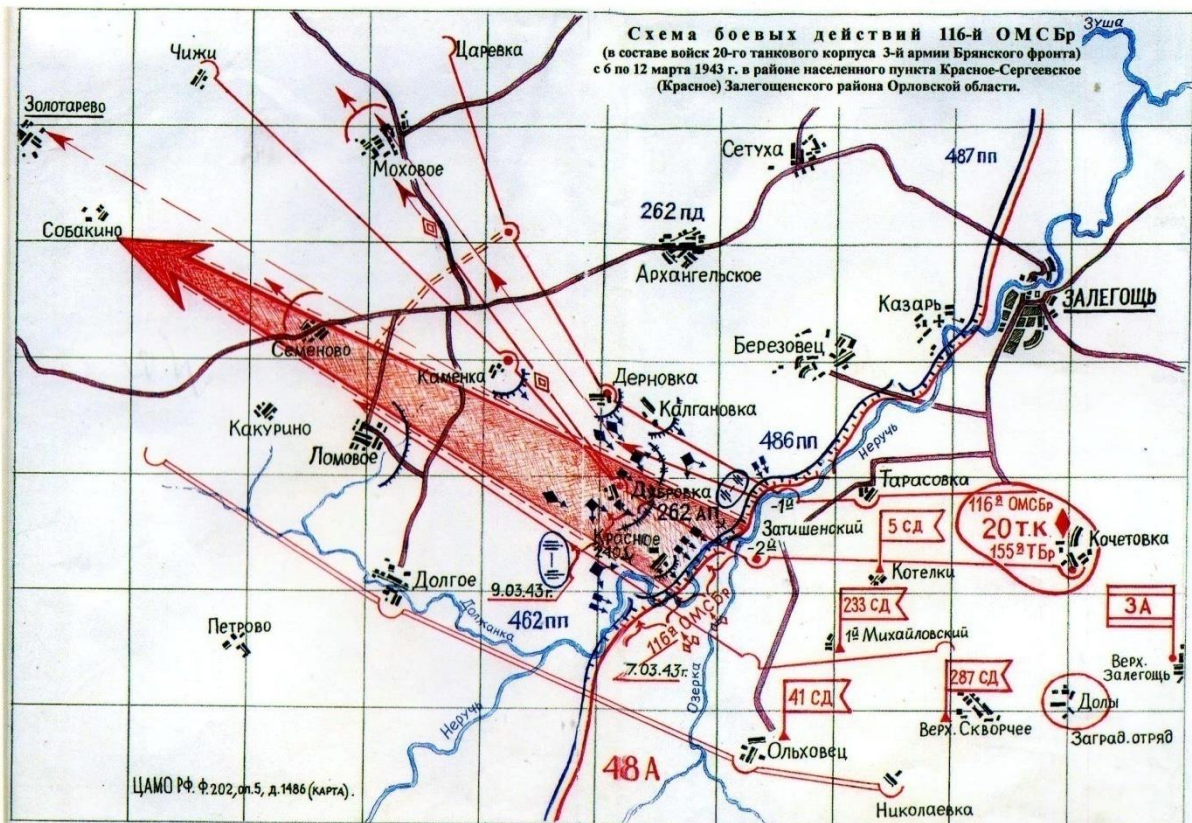 Схема боевых действий 116-й ОМСБр
(в составе войск 20-го танкового корпуса 3-й армии Брянского фронта)
с 6 по 12 марта 1943 г. в районе населенного пункта Красное-Сергеевское
(Красное) Залегощенского района Орловской области.
Зуша
Чижи
Царевка
Золотарево
Моховое
Сетуха
487 пп
Собакино
262 пд
Архангельское
Казарь
ЗАЛЕГОЩЬ
Семеново
Березовец
Каменка
Дерновка
Калгановка
Какурино
Ломовое
486 пп
Неручь
Тарасовка
Дубровка
262 АП
-1й
Затишенский
-2й
5 СД
116я ОМСБр
20 Т.К
155я ТБр
Кочетовка
Красное
Котелки
Долгое
9.03.43г.
462 пп
Должанка
116я ОМСБр
233 СД
3А
Петрово
1й Михайловский
7.03.43г.
Верх.
Залегощь
Озерка
41 СД
287 СД
Долы
Неручь
Верх. Скворчее
Заград. отряд
Ольховец
48 А
ЦАМО РФ. Ф.202, оп.5, д.1486 (КАРТА).
Николаевка